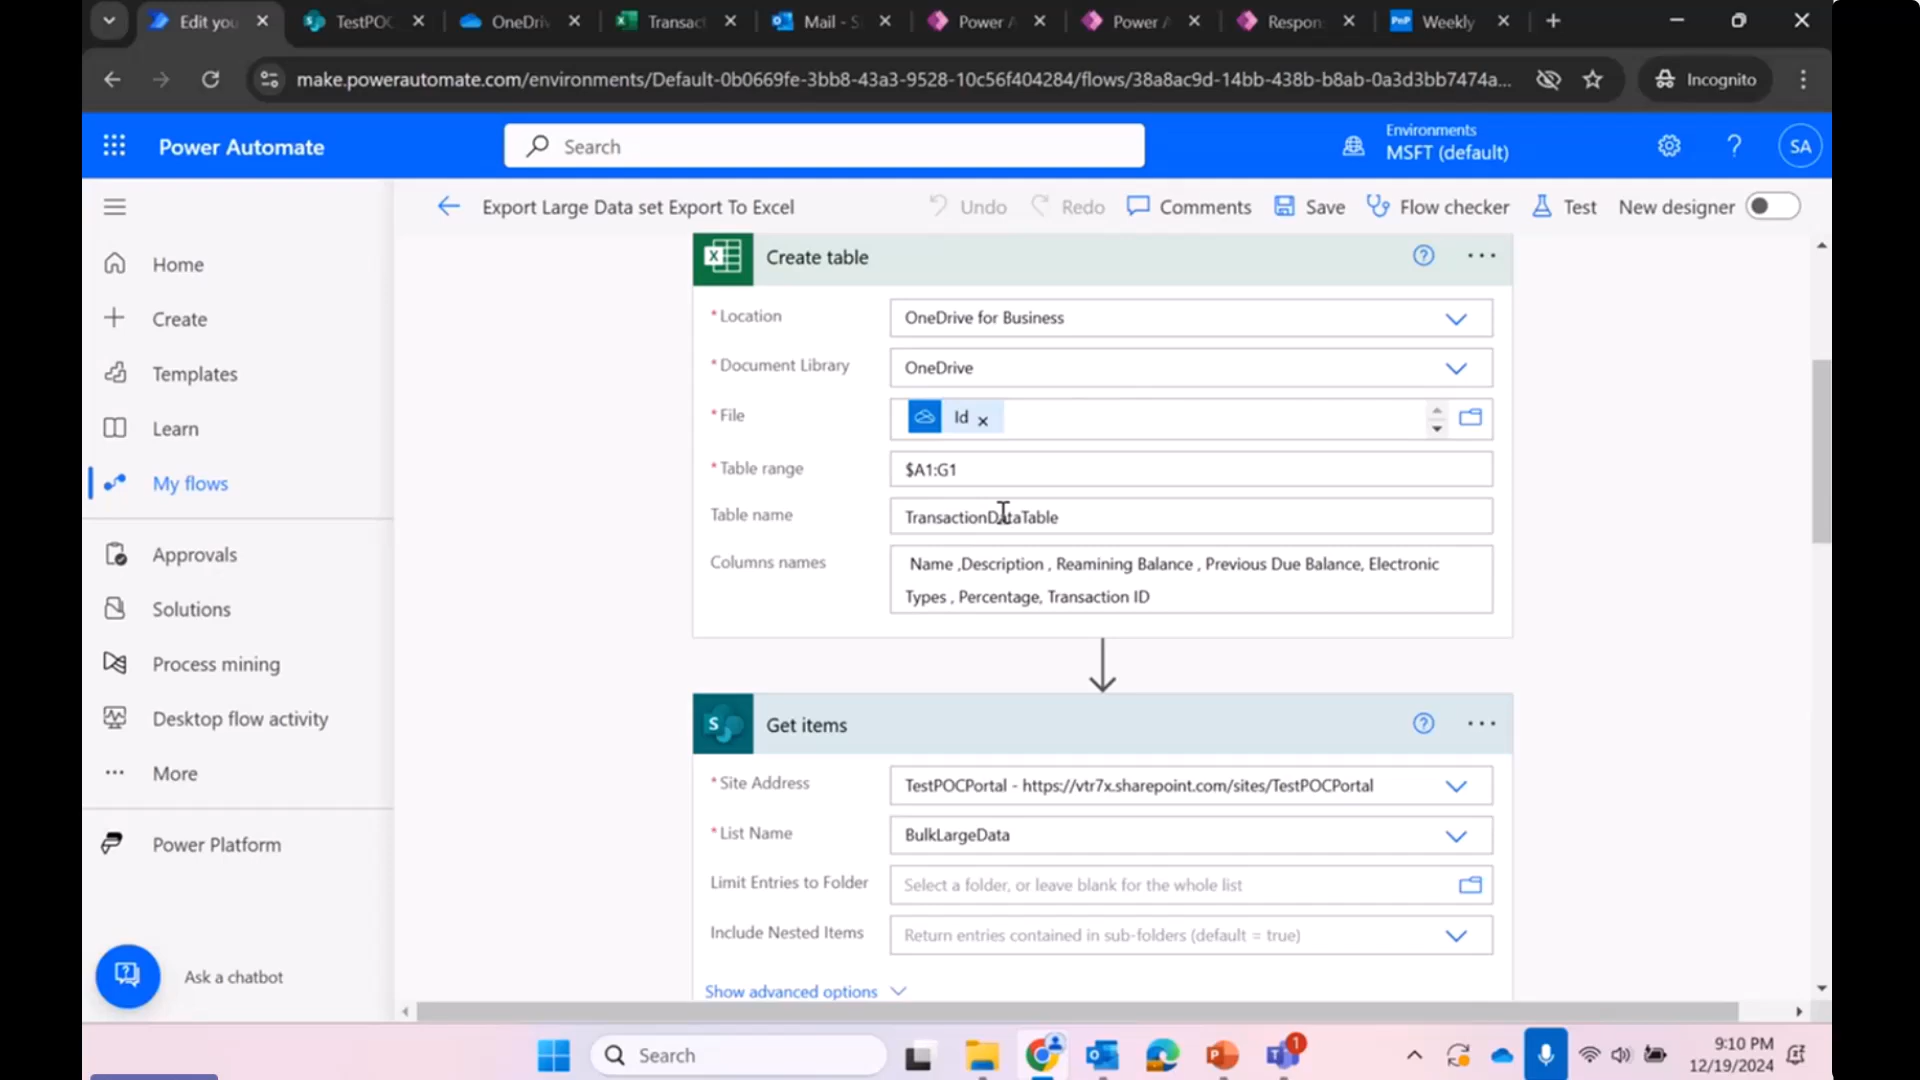 Edit you
TestPOC
OneDriv
Transact
Mail - S
Power A
Power A
Respon
PnP Weekly
make.powerautomate.com/environments/Default-0b0669fe-3bb8-43a3-9528-10c56f404284/flows/38a8ac9d-14bb-438b-b8ab-0a3d3bb7474a...
Incognito
Power Automate
Search
Environments
MSFT (default)
SA
Export Large Data set Export To Excel
Undo
Redo
Comments
Save
Flow checker
Test
New designer
Home
Create
Templates
Learn
My flows
Approvals
Solutions
Process mining
Desktop flow activity
More
Power Platform
Ask a chatbot
Create table
* Location
OneDrive for Business
* Document Library
OneDrive
* File
Id
* Table range
$A1:G1
Table name
TransactionDataTable
Columns names
Name ,Description , Reamining Balance , Previous Due Balance, Electronic
Types , Percentage, Transaction ID
Get items
* Site Address
TestPOCPortal - https://vtr7x.sharepoint.com/sites/TestPOCPortal
* List Name
BulkLargeData
Limit Entries to Folder
Select a folder, or leave blank for the whole list
Include Nested Items
Return entries contained in sub-folders (default = true)
Show advanced options
Search
1
9:10 PM
12/19/2024